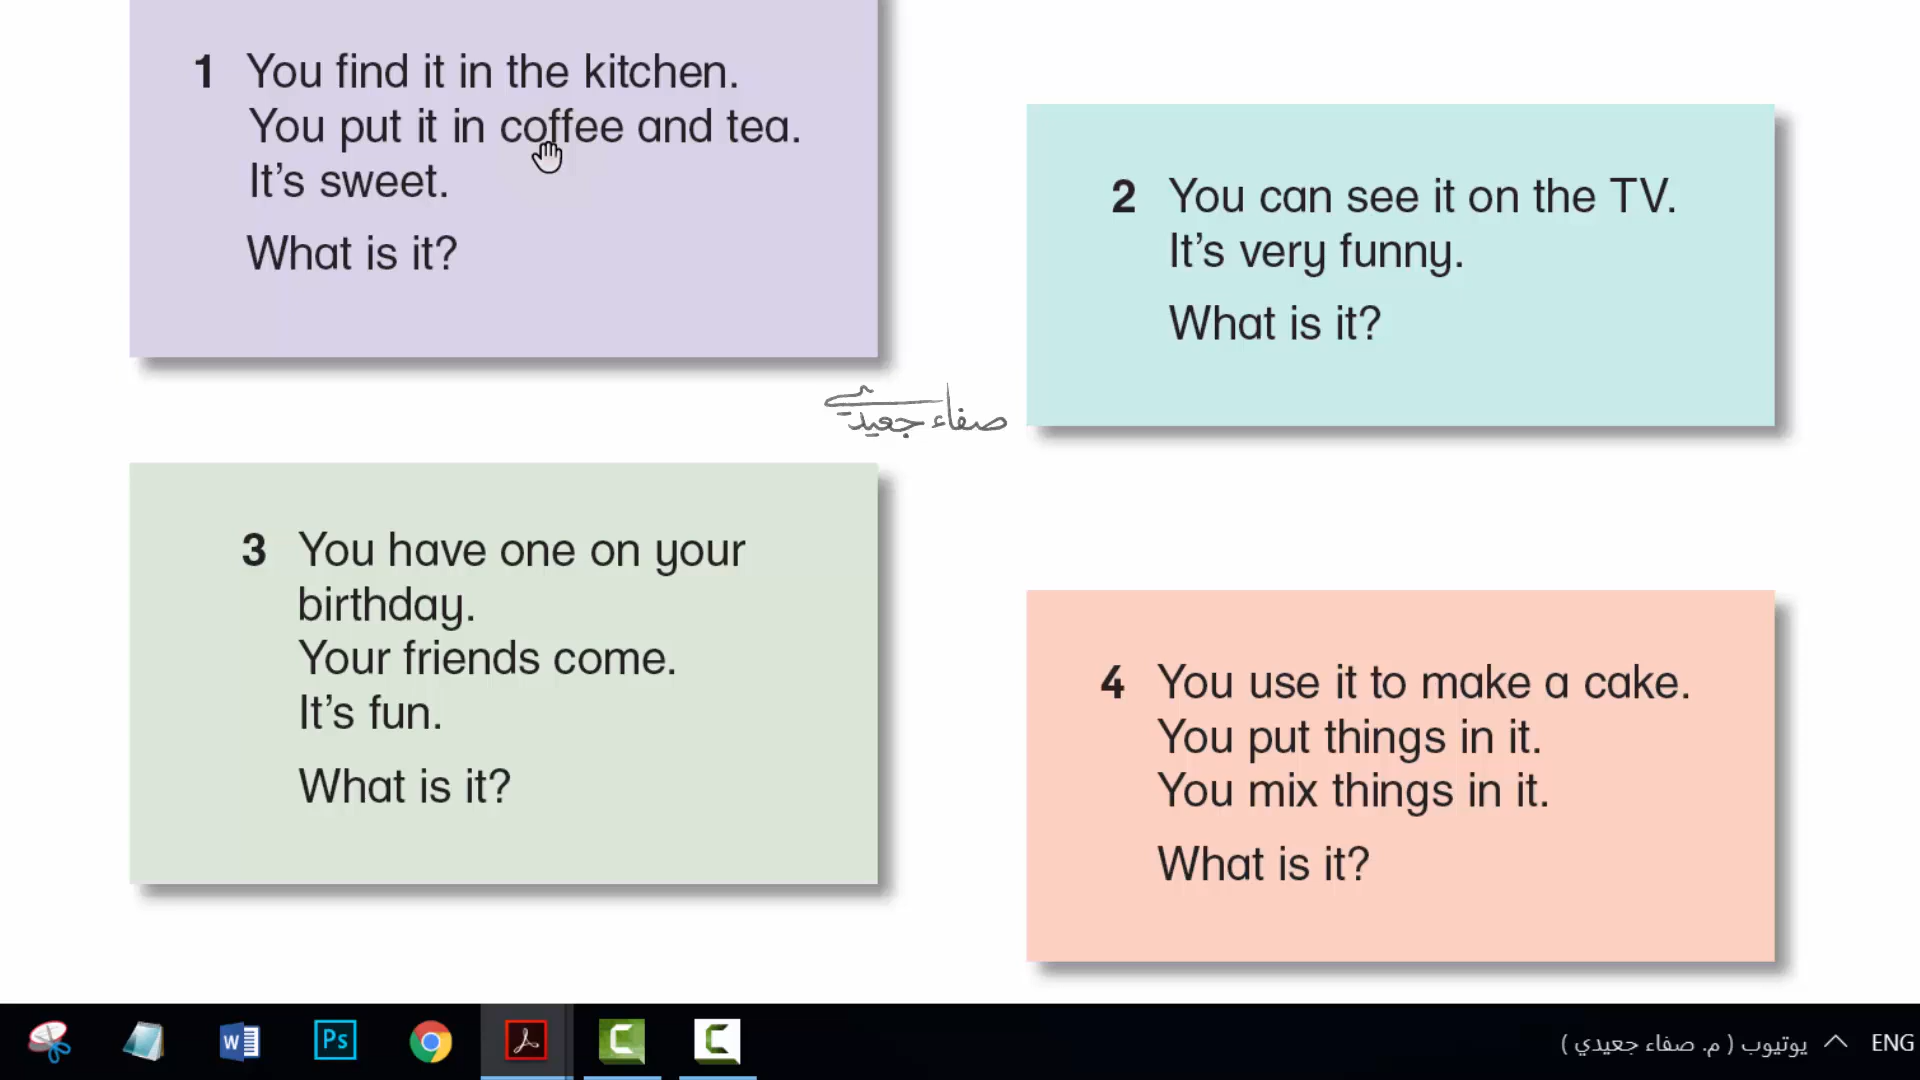 1 You find it in the kitchen.
You put it in coffee and tea.
It's sweet.
What is it?
2 You can see it on the TV.
It's very funny.
What is it?
صفاء جعيدي
3 You have one on your
birthday.
Your friends come.
It's fun.
What is it?
4 You use it to make a cake.
You put things in it.
You mix things in it.
What is it?
W
Ps
يوتيوب ( م. صفاء جعيدي )
ENG